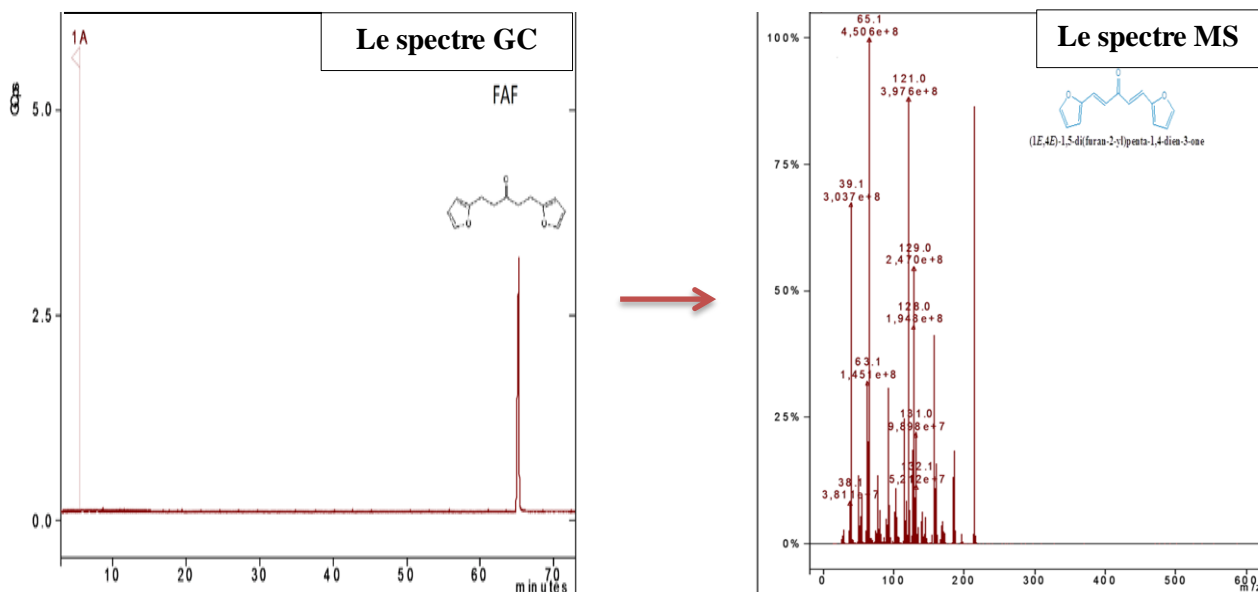 Le spectre GC
1A
FAF
5.0
2.5
0.0
10 20 30 40 50 60 70
minutes
O
O
O
Le spectre MS
65.1
4,506e+8
100%
121.0
3,976e+8
O
O
O
(1E,4E)-1,5-di(furan-2-yl)penta-1,4-dien-3-one
75%
39.1
3,037e+8
129.0
2,470e+8
50%
128.0
1,948e+8
63.1
1,451e+8
25%
131.0
9,898e+7
132.1
5,212e+7
38.1
3,811e+7
0%
0 100 200 300 400 500 600